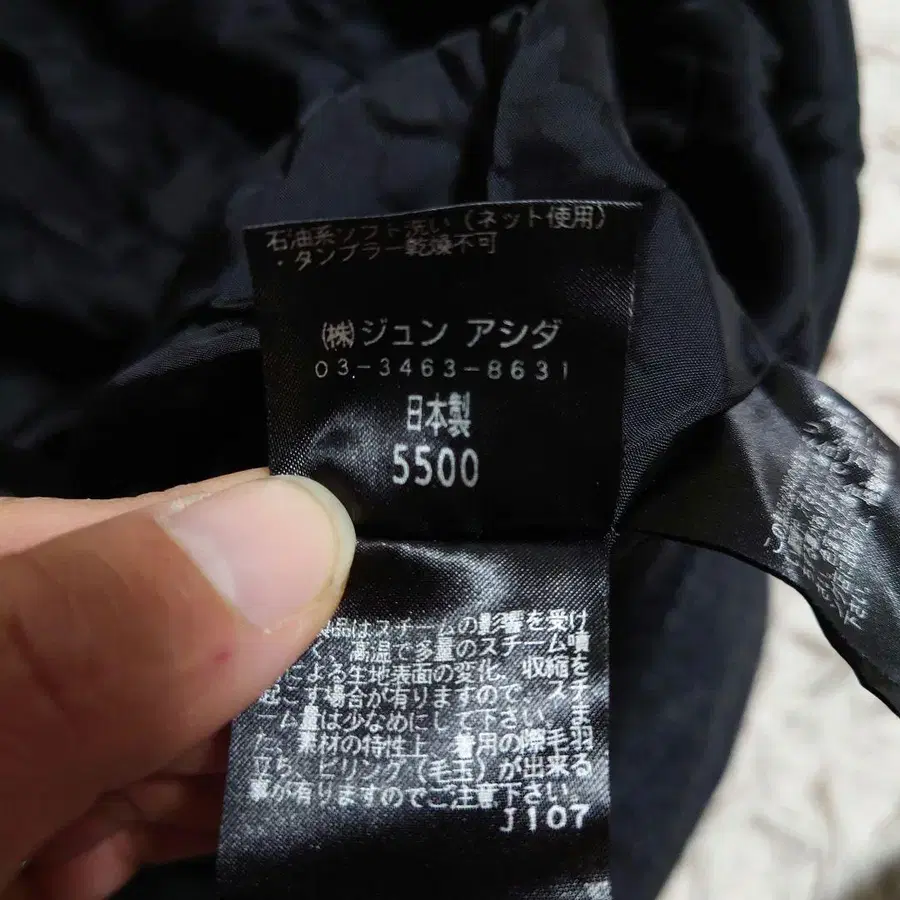 石油系ソフト洗い（ネット使用）
・タンブラー乾燥不可
(株)ジュン アシダ
03-3463-8631
日本製
5500
製品はスチームの影響を受け
く、高温で多量のスチーム噴
による生地表面の変化、収縮を
起こす場合が有りますので、スチ
ーム量は少なめにして下さい。ま
た、素材の特性上、着用の際毛羽
立ち、ピリング（毛玉）が出来る
事が有りますのでご注意下さい。
J107